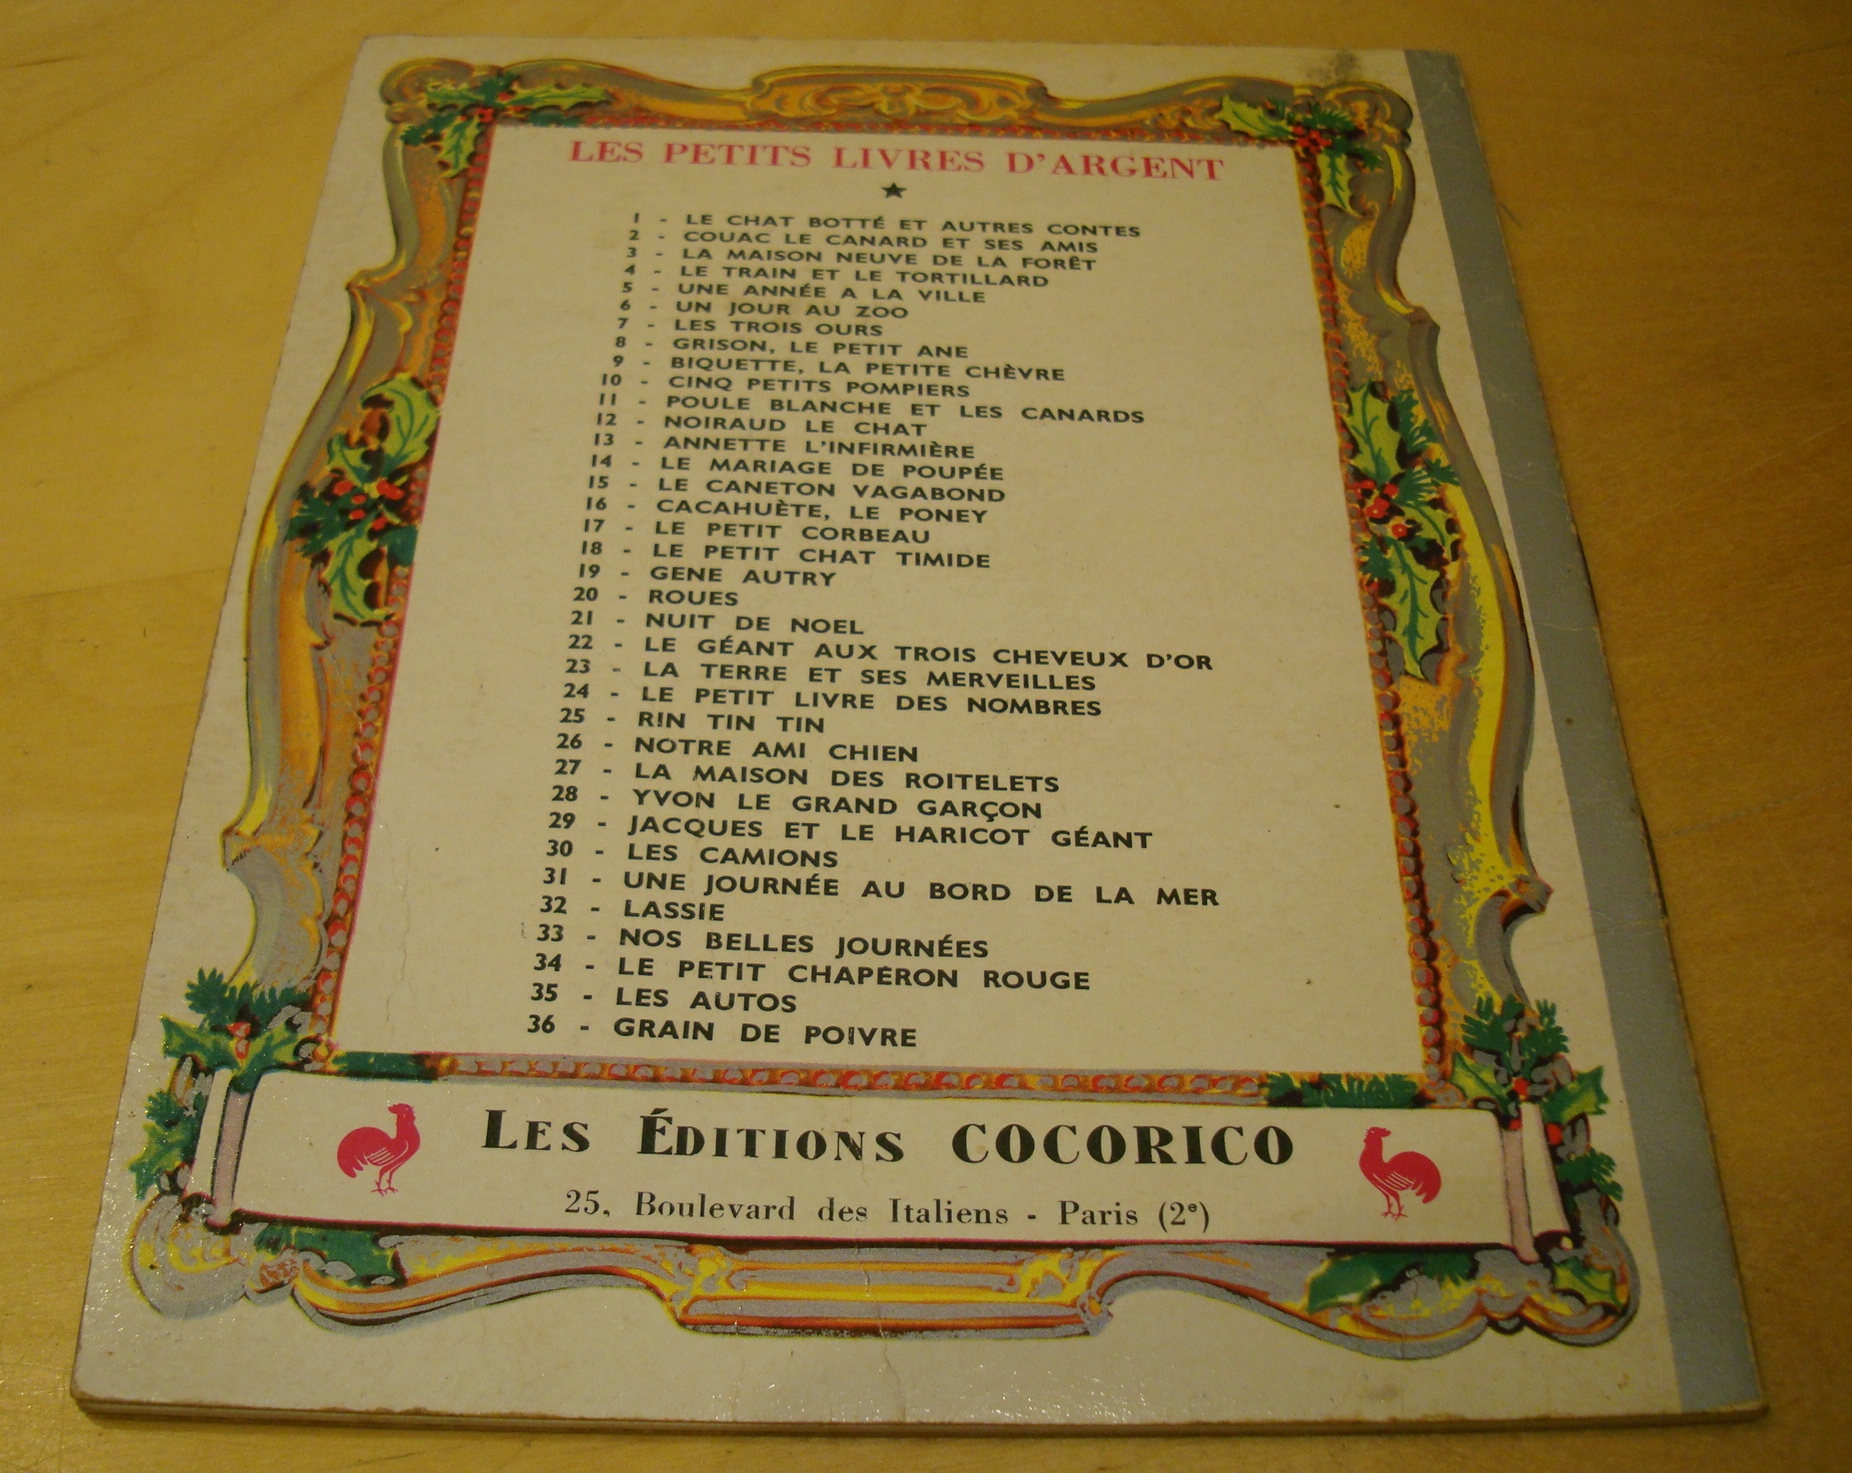 LES PETITS LIVRES D'ARGENT
1 - LE CHAT BOTTÉ ET AUTRES CONTES
2 - COUAC LE CANARD ET SES AMIS
3 - LA MAISON NEUVE DE LA FORÊT
4 - LE TRAIN ET LE TORTILLARD
5 - UNE ANNÉE A LA VILLE
6 - UN JOUR AU ZOO
7 - LES TROIS OURS
8 - GRISON, LE PETIT ANE
9 - BIQUETTE, LA PETITE CHÈVRE
10 - CINQ PETITS POMPIERS
11 - POULE BLANCHE ET LES CANARDS
12 - NOIRAUD LE CHAT
13 - ANNETTE L'INFIRMIÈRE
14 - LE MARIAGE DE POUPÉE
15 - LE CANETON VAGABOND
16 - CACAHUÈTE, LE PONEY
17 - LE PETIT CORBEAU
18 - LE PETIT CHAT TIMIDE
19 - GENE AUTRY
20 - ROUES
21 - NUIT DE NOEL
22 - LE GÉANT AUX TROIS CHEVEUX D'OR
23 - LA TERRE ET SES MERVEILLES
24 - LE PETIT LIVRE DES NOMBRES
25 - RIN TIN TIN
26 - NOTRE AMI CHIEN
27 - LA MAISON DES ROITELETS
28 - YVON LE GRAND GARÇON
29 - JACQUES ET LE HARICOT GÉANT
30 - LES CAMIONS
31 - UNE JOURNÉE AU BORD DE LA MER
32 - LASSIE
33 - NOS BELLES JOURNÉES
34 - LE PETIT CHAPERON ROUGE
35 - LES AUTOS
36 - GRAIN DE POIVRE
LES ÉDITIONS COCORICO
25, Boulevard des Italiens - Paris (2e)